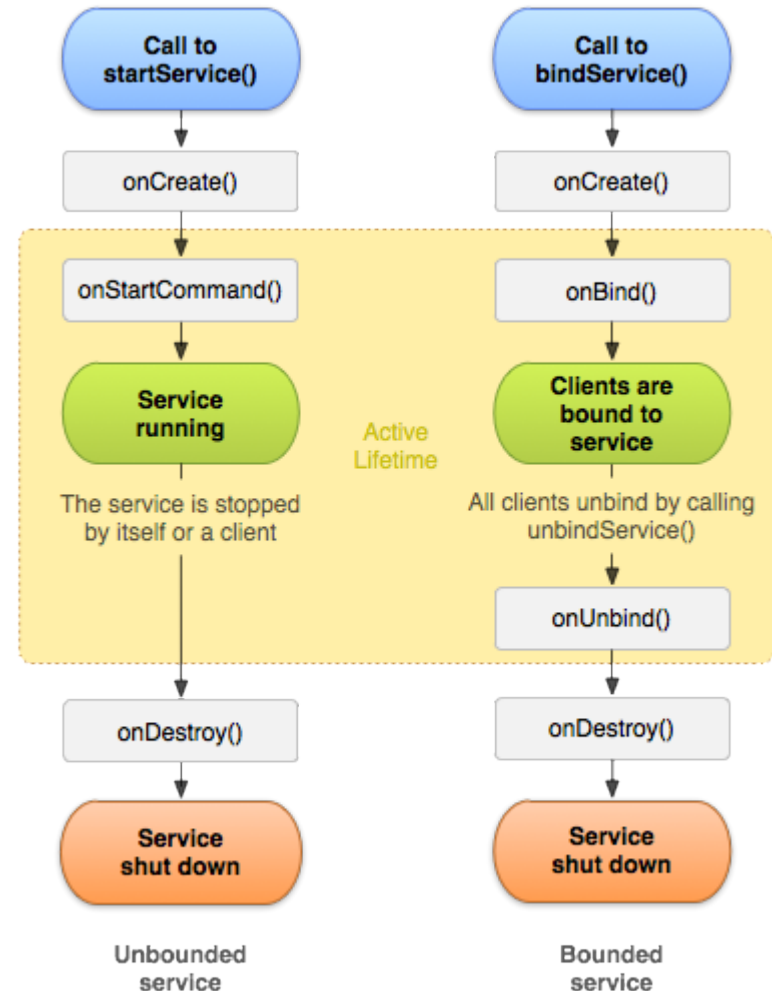 Call to
startService()
onCreate()
onStartCommand()
Service
running
The service is stopped
by itself or a client
onDestroy()
Service
shut down
Unbounded
service
Active
Lifetime
Call to
bindService()
onCreate()
onBind()
Clients are
bound to
service
All clients unbind by calling
unbindService()
onUnbind()
onDestroy()
Service
shut down
Bounded
service